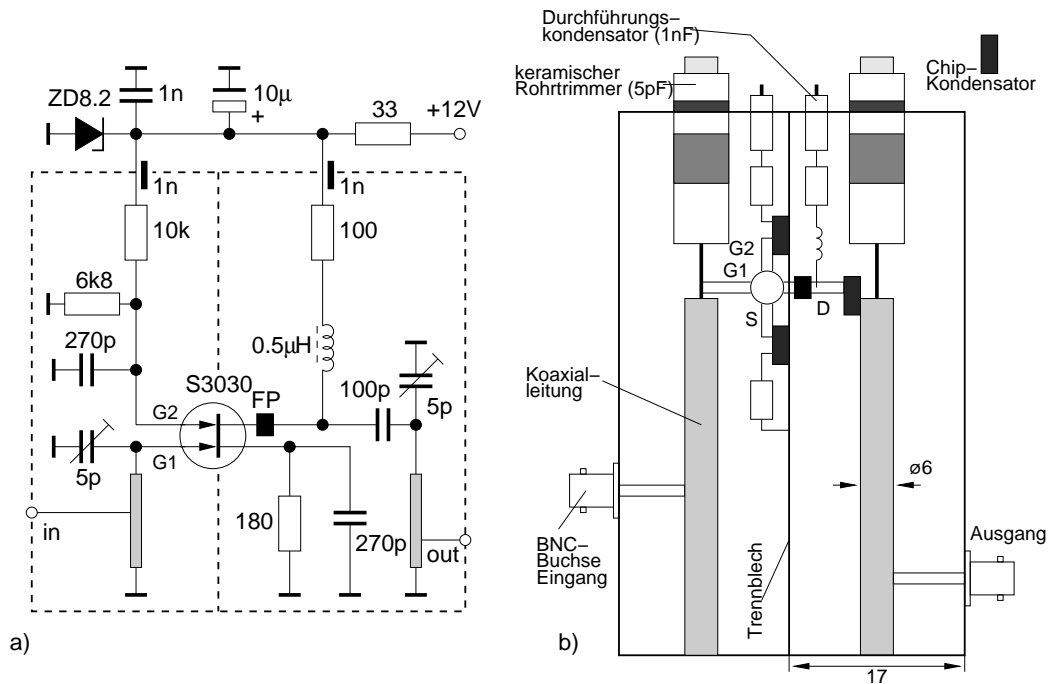 ZD8.2
1n
10µ
+
33
+12V
1n
1n
10k
100
6k8
270p
0.5µH
S3030
FP
100p
5p
G2
G1
5p
in
180
270p
out
a)
Durchführungs–
kondensator (1nF)
keramischer
Rohrtrimmer (5pF)
Chip–
Kondensator
G2
G1
S
D
Koaxial–
leitung
ø6
BNC–
Buchse
Eingang
Trennblech
Ausgang
17
b)